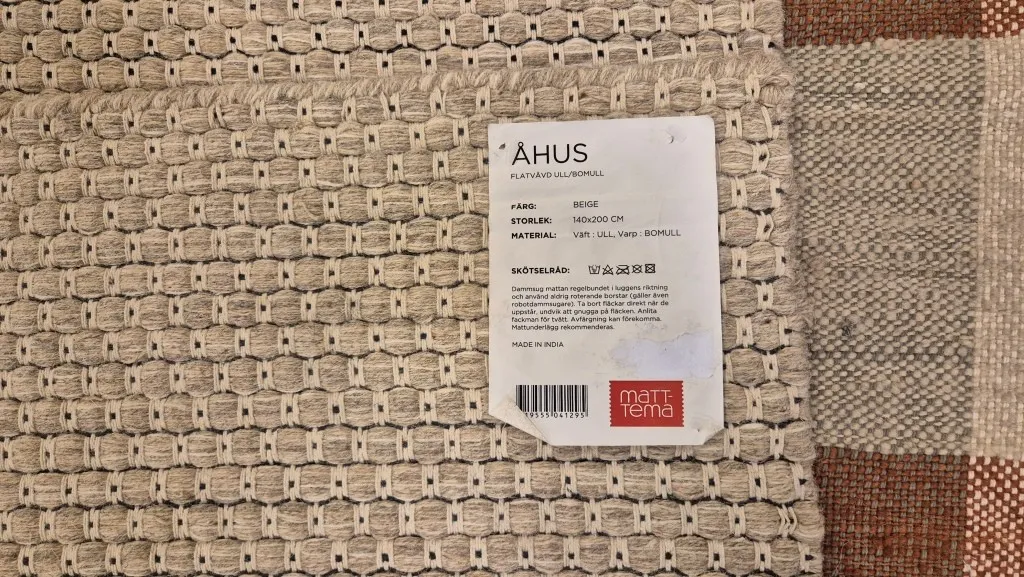 ÅHUS
FLATVÄVD ULL/BOMULL
FÄRG: BEIGE
STORLEK: 140x200 CM
MATERIAL: Väft : ULL, Varp : BOMULL
SKÖTSELRÅD:
Dammsug mattan regelbundet i luggens riktning
och använd aldrig roterande borstar (gäller även
robotdammsugare). Ta bort fläckar direkt när de
uppstår, undvik att gnugga på fläcken. Anlita
fackman för tvätt. Avfärgning kan förekomma.
Mattunderlägg rekommenderas.
MADE IN INDIA
19555 041295
matt-
tema